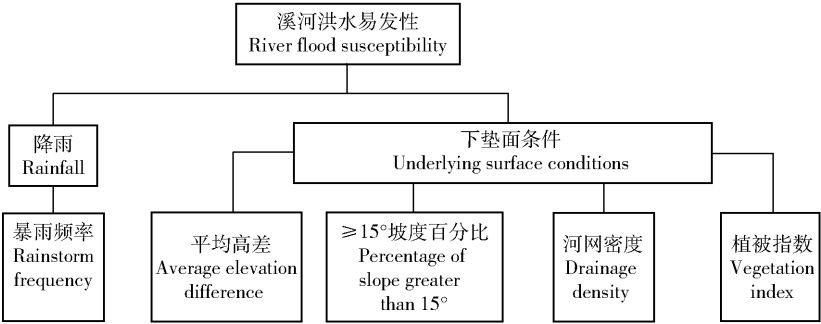 溪河洪水易发性
River flood susceptibility
降雨
Rainfall
下垫面条件
Underlying surface conditions
暴雨频率
Rainstorm
frequency
平均高差
Average elevation
difference
≥15°坡度百分比
Percentage of
slope greater
than 15°
河网密度
Drainage
density
植被指数
Vegetation
index